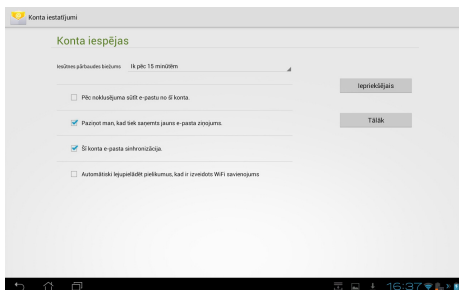 Konta iestatījumi
Konta iespējas
Iesūtnes pārbaudes biežums Ik pēc 15 minūtēm
Iepriekšējais
Pēc noklusējuma sūtīt e-pastu no šī konta.
Paziņot man, kad tiek saņemts jauns e-pasta ziņojums.
Tālāk
Šī konta e-pasta sinhronizācija.
Automātiski lejupielādēt pielikumus, kad ir izveidots WiFi savienojums
16:37